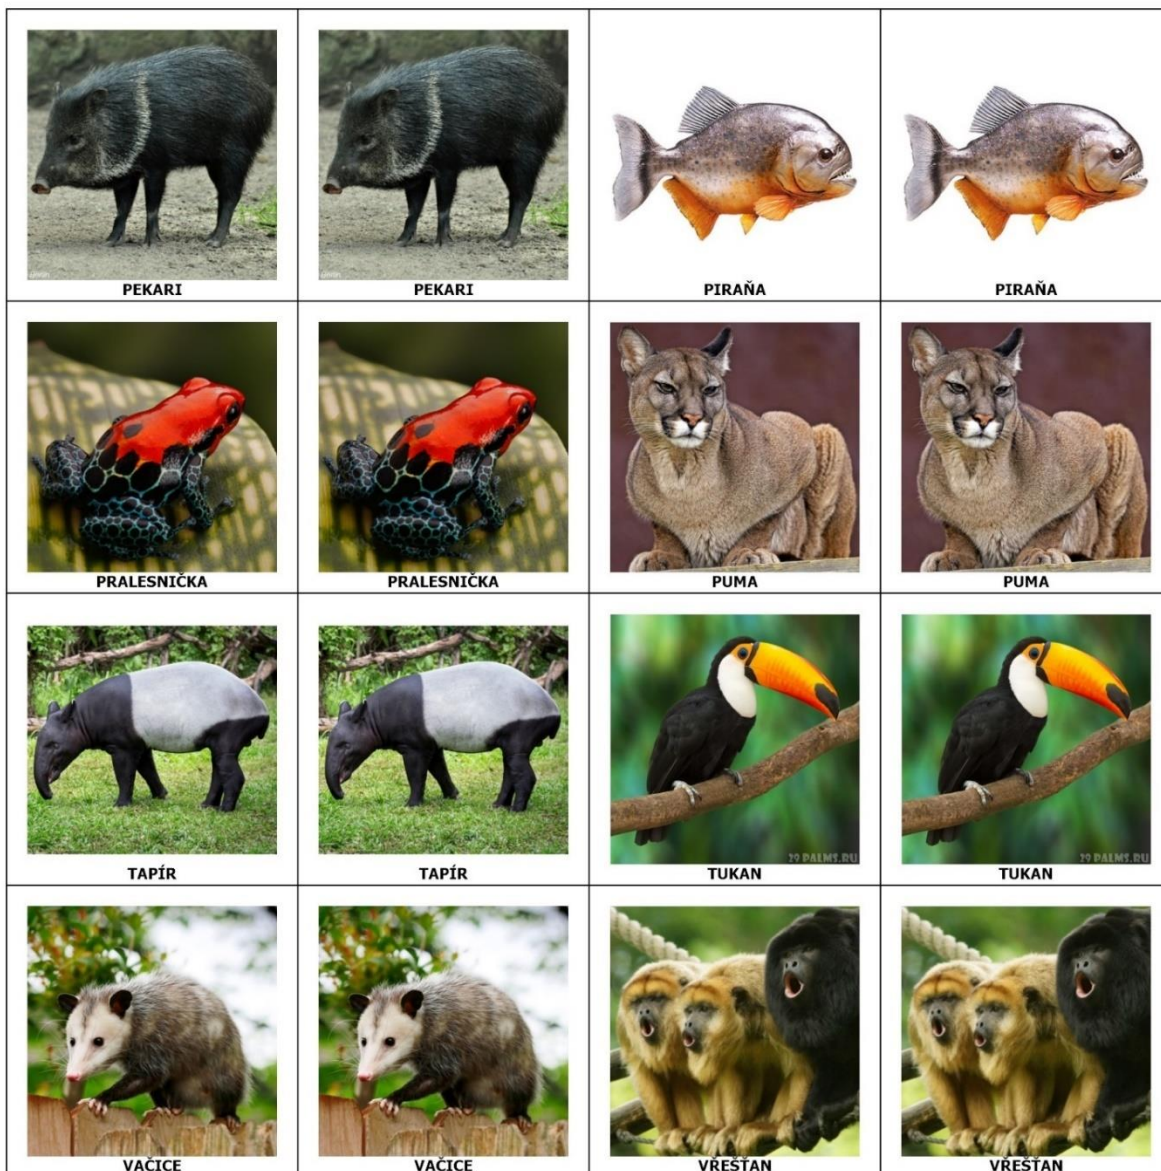 PEKARI
PEKARI
PIRAŇA
PIRAŇA
PRALESNIČKA
PRALESNIČKA
PUMA
PUMA
29 PALMS.RU
29 PALMS.RU
TAPÍR
TAPÍR
TUKAN
TUKAN
VAČICE
VAČICE
VŘEŠŤAN
VŘEŠŤAN